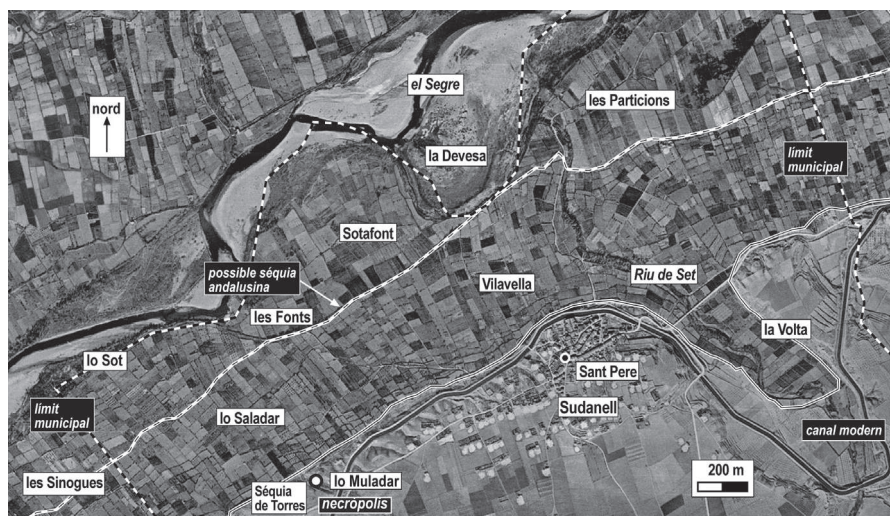 el Segre
nord
les Particions
la Devesa
límit
municipal
Sotafont
possible séquia
andalusina
Vilavella
Riu de Set
les Fonts
la Volta
lo Sot
Sant Pere
límit
municipal
lo Saladar
Sudanell
canal modern
les Sinogues
lo Muladar
200 m
Séquia
de Torres
necròpolis